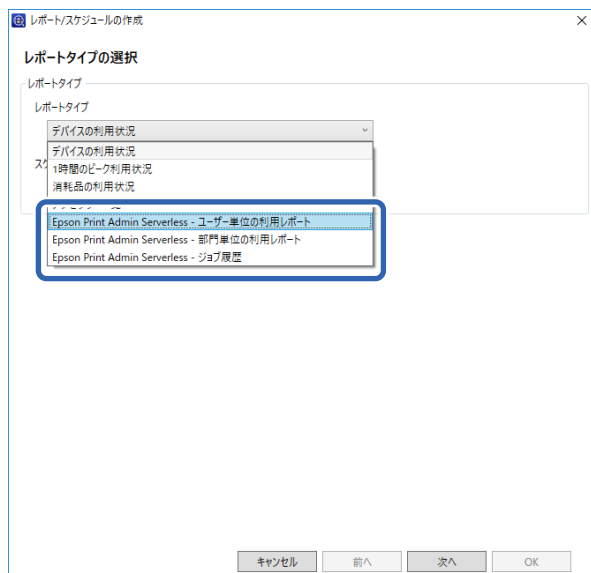 レポート/スケジュールの作成
レポートタイプの選択
レポートタイプ
レポートタイプ
デバイスの利用状況
デバイスの利用状況
1時間のピーク利用状況
消耗品の利用状況
Epson Print Admin Serverless - ユーザー単位の利用レポート
Epson Print Admin Serverless - 部門単位の利用レポート
Epson Print Admin Serverless - ジョブ履歴
キャンセル 前へ 次へ OK